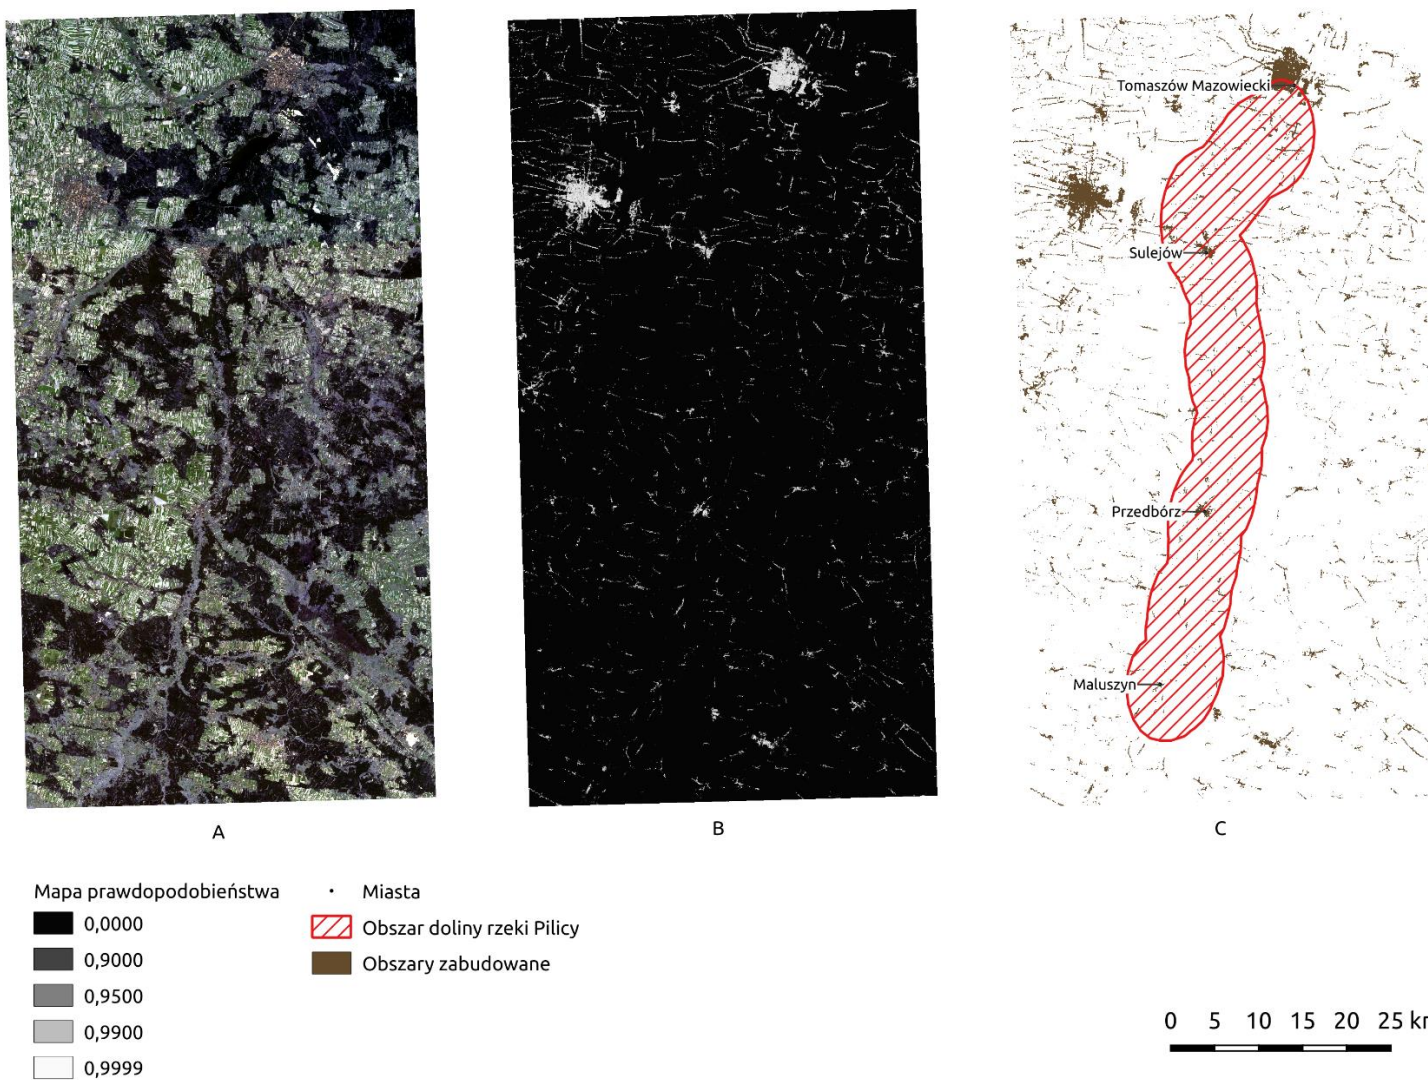 Tomaszów Mazowiecki
Sulejów
Przedbórz
Maluszyn
A
B
C
Mapa prawdopodobieństwa
0,0000
0,9000
0,9500
0,9900
0,9999
Miasta
Obszar doliny rzeki Pilicy
Obszary zabudowane
0 5 10 15 20 25 km